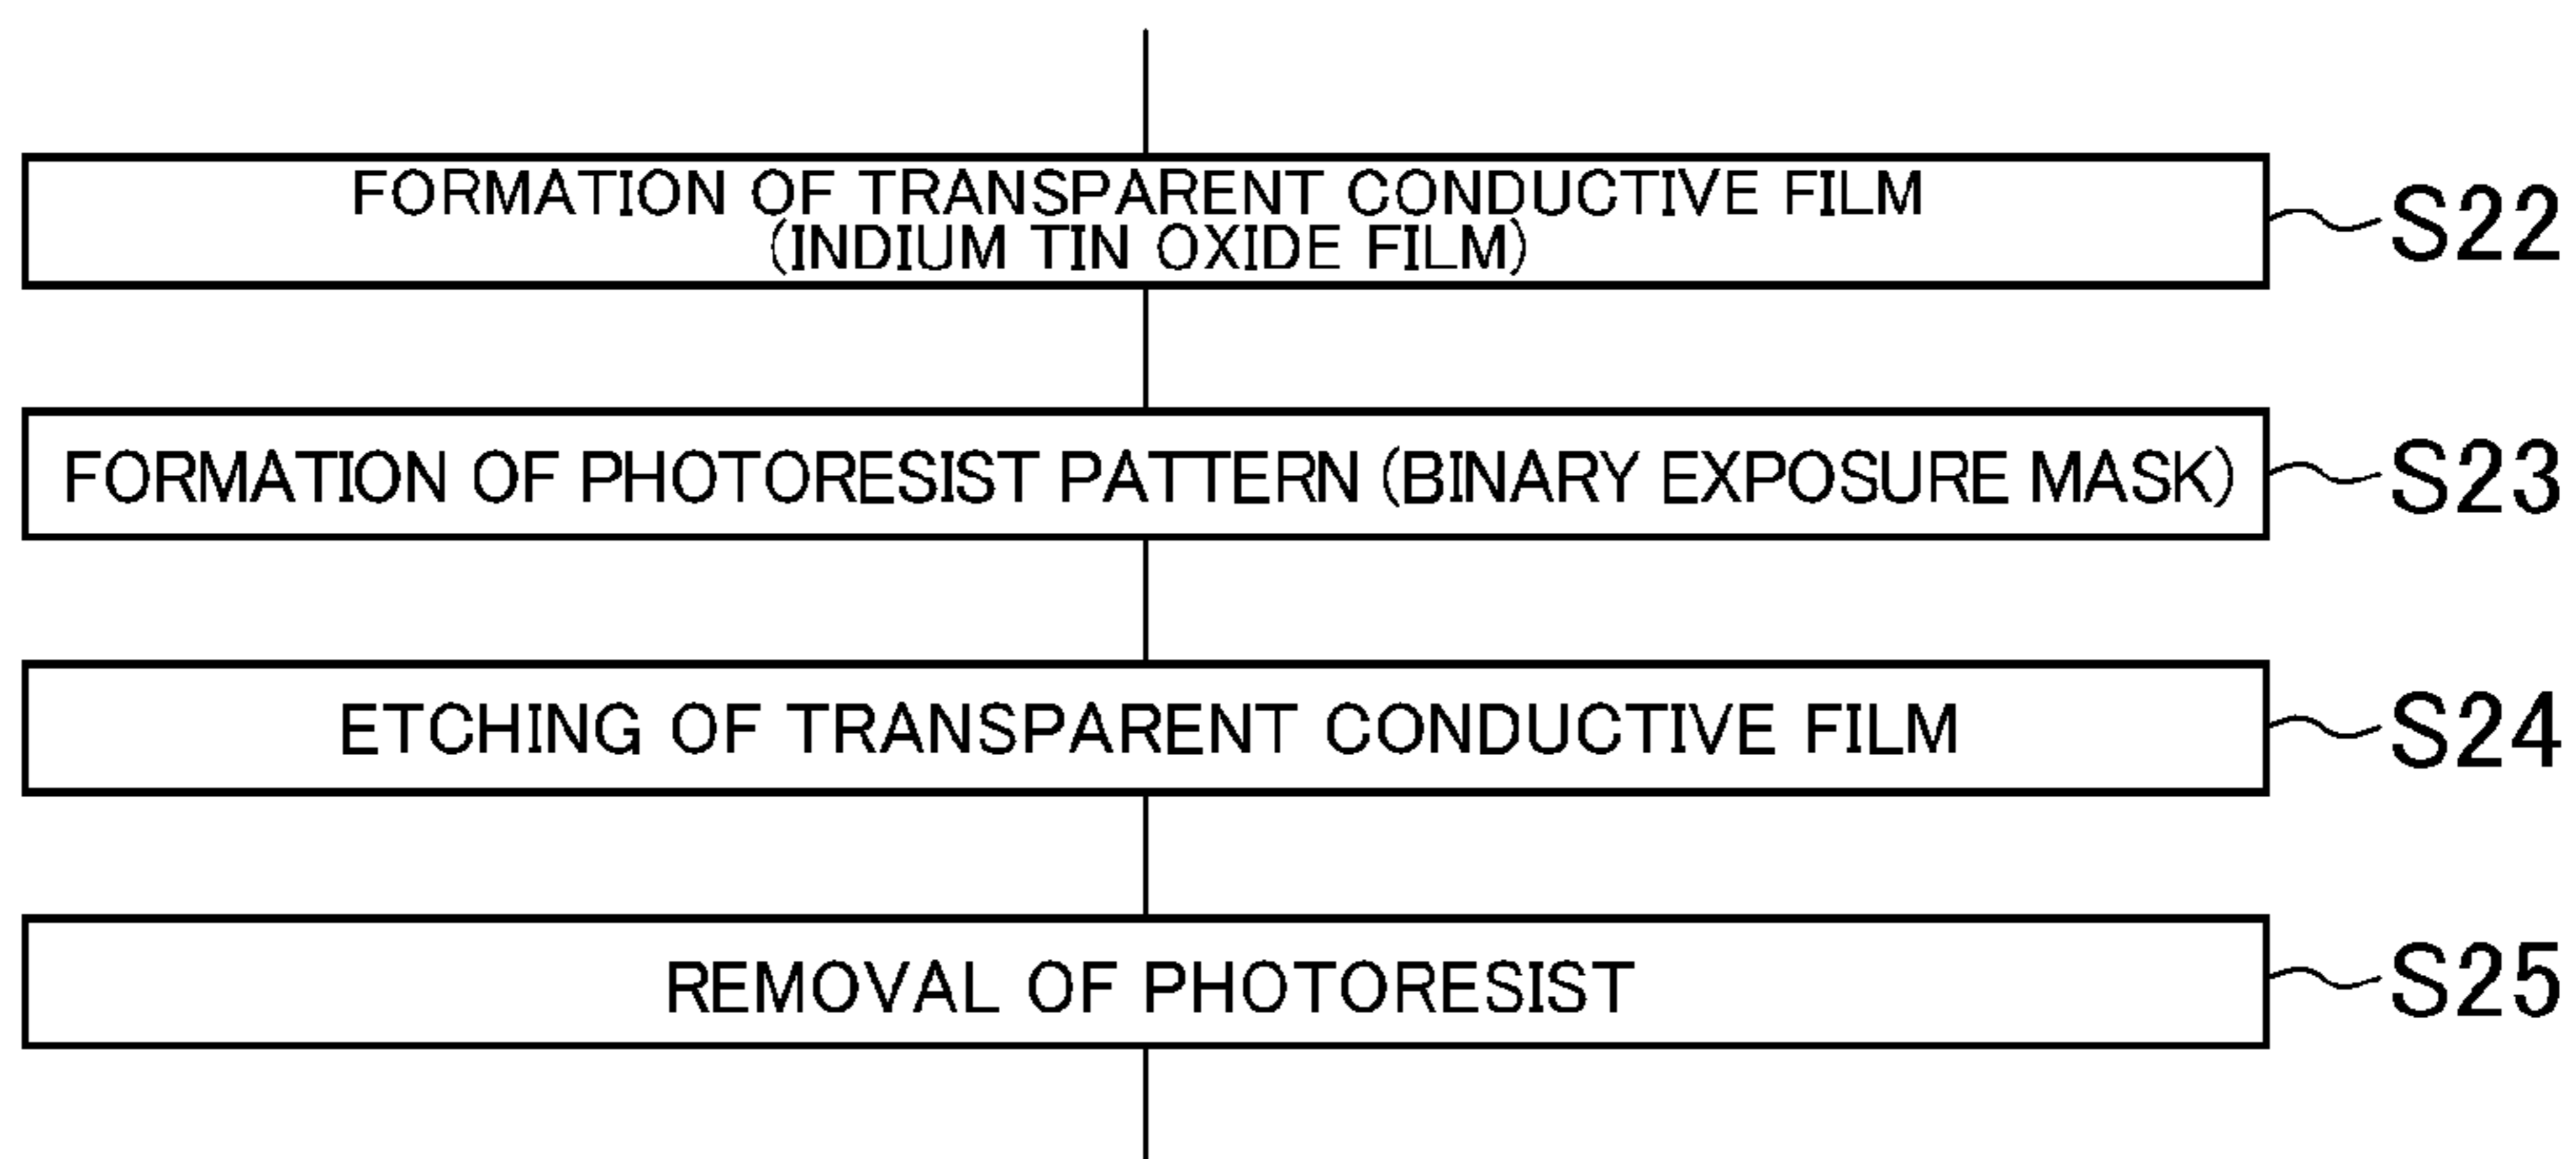 FORMATION OF TRANSPARENT CONDUCTIVE FILM
(INDIUM TIN OXIDE FILM)
S22
FORMATION OF PHOTORESIST PATTERN (BINARY EXPOSURE MASK)
S23
ETCHING OF TRANSPARENT CONDUCTIVE FILM
S24
REMOVAL OF PHOTORESIST
S25